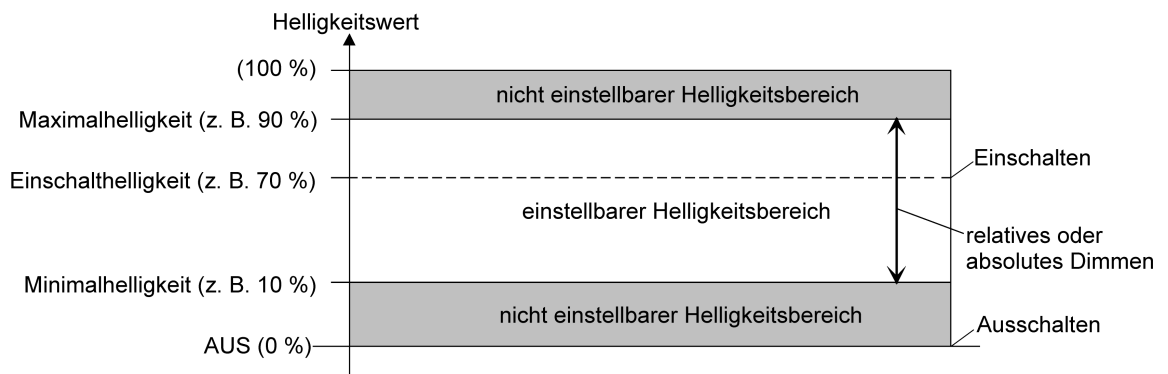 Helligkeitswert
(100 %)
nicht einstellbarer Helligkeitsbereich
Maximalhelligkeit (z. B. 90 %)
Einschalten
Einschalthelligkeit (z. B. 70 %)
einstellbarer Helligkeitsbereich
relatives oder
absolutes Dimmen
Minimalhelligkeit (z. B. 10 %)
nicht einstellbarer Helligkeitsbereich
Ausschalten
AUS (0 %)